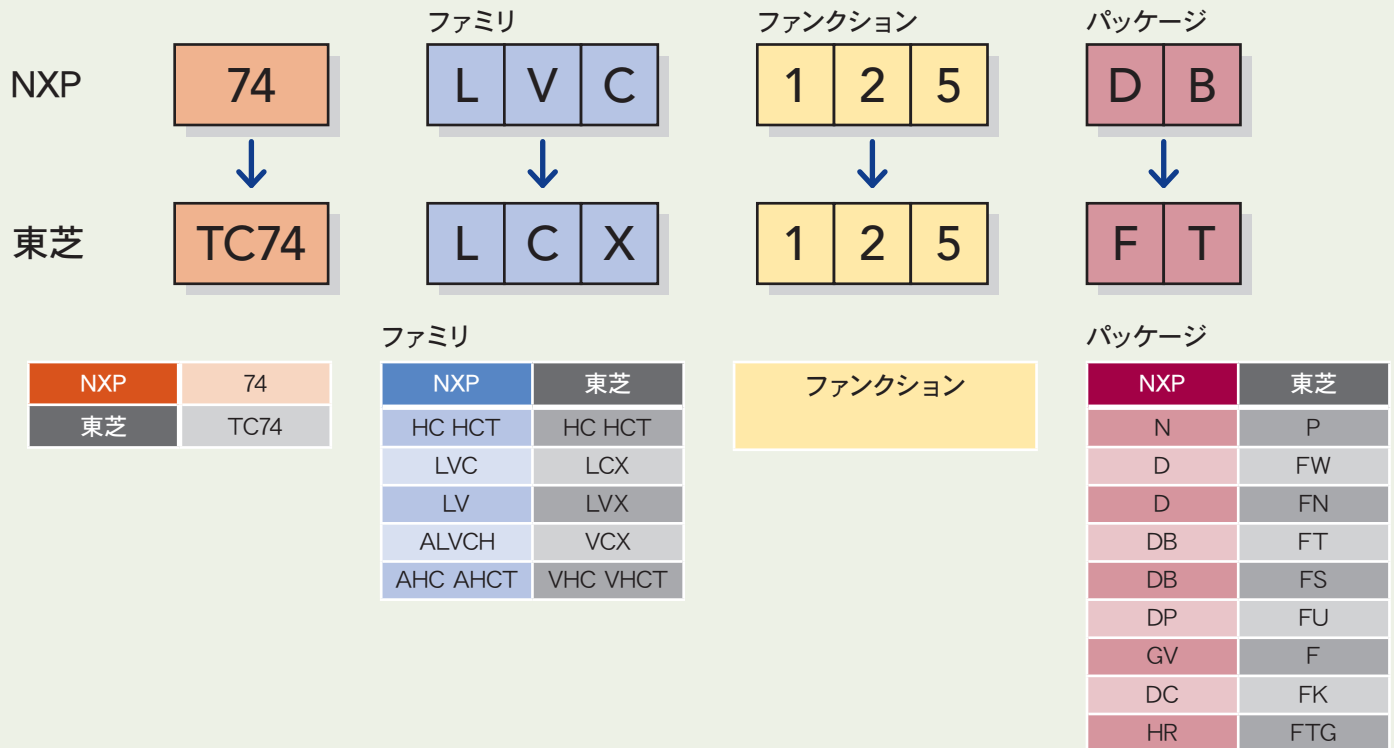 ファミリ ファンクション パッケージ
NXP 74 L V C 1 2 5 D B
東芝 TC74 L C X 1 2 5 F T
ファミリ パッケージ
NXP 74
東芝 TC74
NXP 東芝
HC HCT HC HCT
LVC LCX
LV LVX
ALVCH VCX
AHC AHCT VHC VHCT
ファンクション
NXP 東芝
N P
D FW
D FN
DB FT
DB FS
DP FU
GV F
DC FK
HR FTG